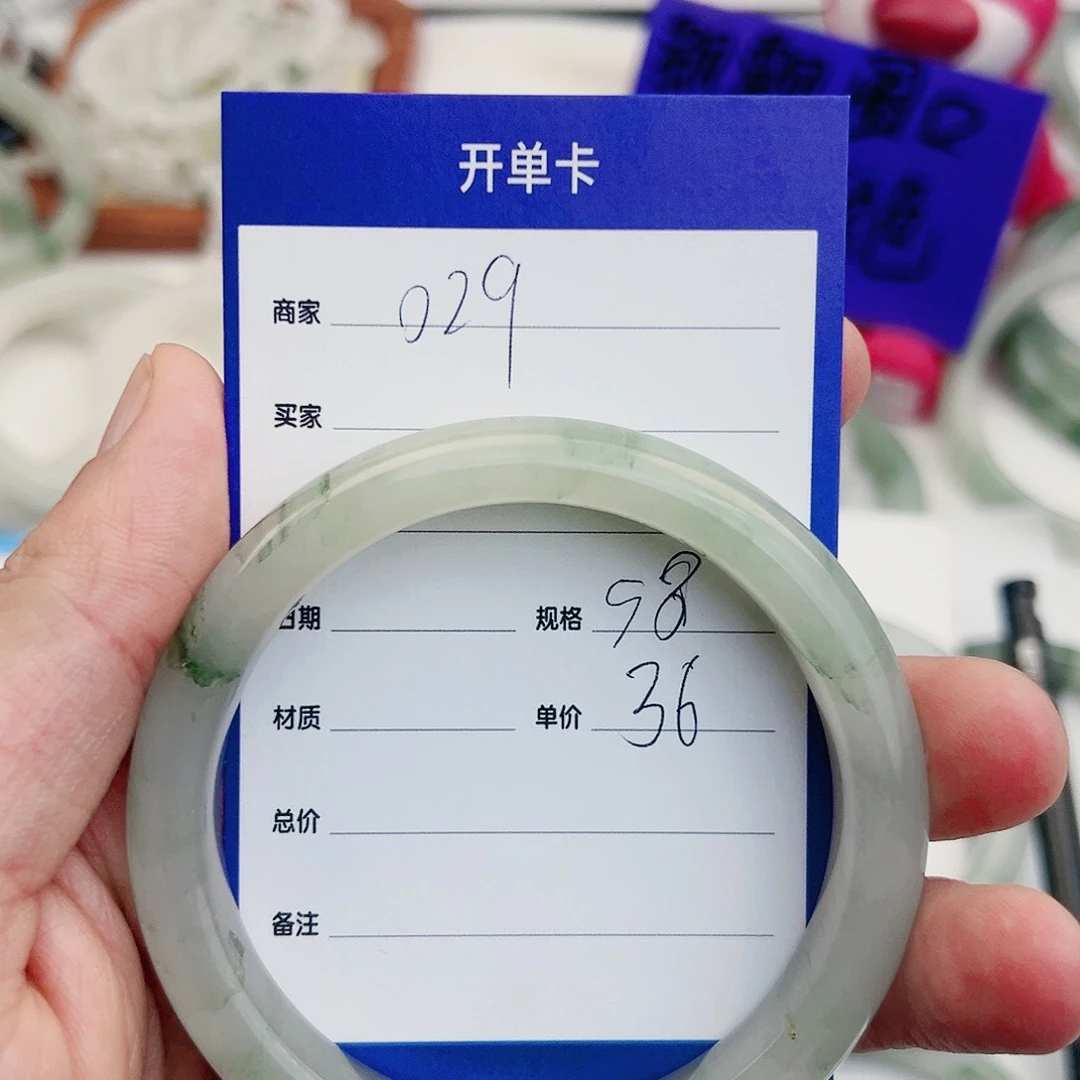 开单卡
商家 029
买家
日期 规格 58
材质 单价 36
总价
备注